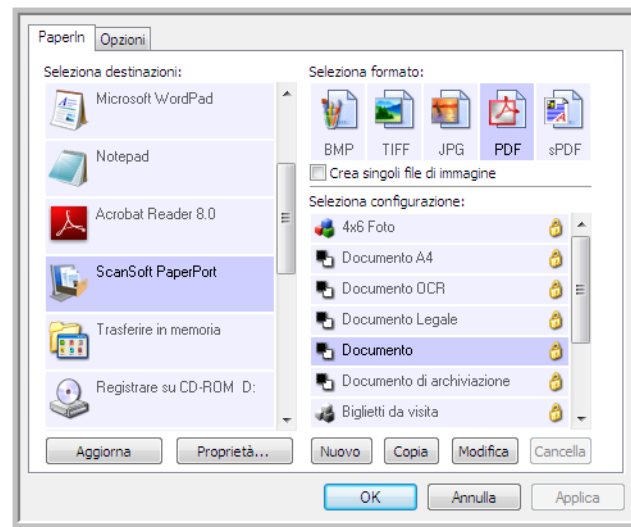 PaperIn
Opzioni
Seleziona destinazioni:
Microsoft WordPad
Notepad
Acrobat Reader 8.0
ScanSoft PaperPort
Trasferire in memoria
Registrare su CD-ROM D:
Aggiorna
Proprietà...
Seleziona formato:
BMP TIFF JPG PDF sPDF
Crea singoli file di immagine
Seleziona configurazione:
4x6 Foto
Documento A4
Documento OCR
Documento Legale
Documento
Documento di archiviazione
Biglietti da visita
Nuovo Copia Modifica Cancella
OK Annulla Applica